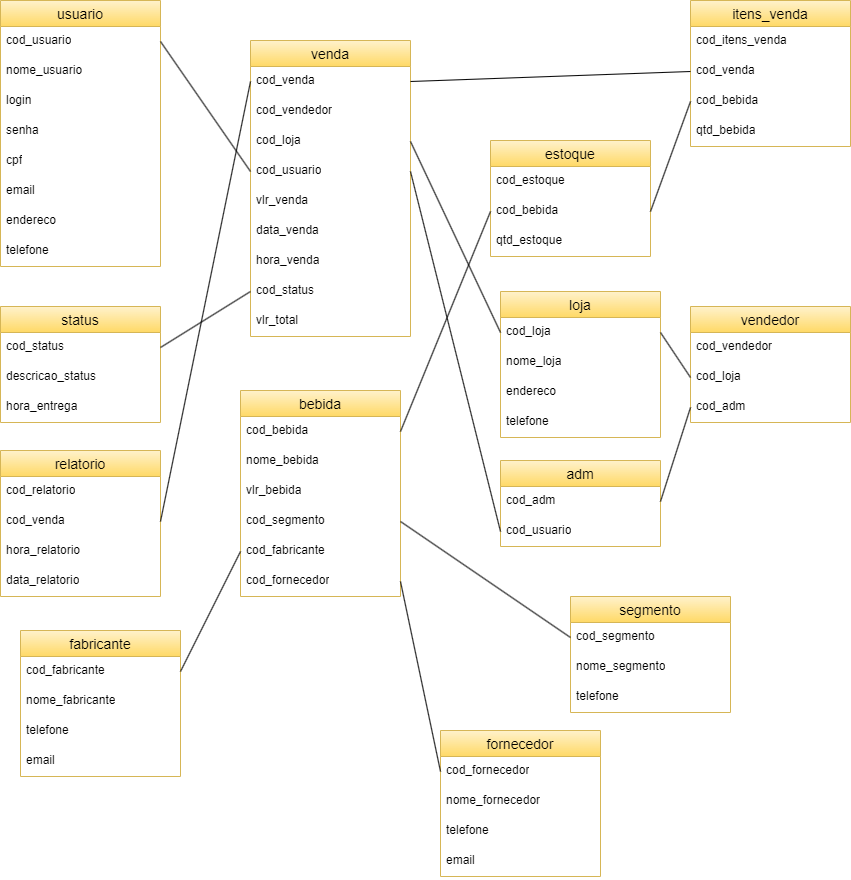 usuario
cod_usuario
nome_usuario
login
senha
cpf
email
endereco
telefone
venda
cod_venda
cod_vendedor
cod_loja
cod_usuario
vlr_venda
data_venda
hora_venda
cod_status
vlr_total
itens_venda
cod_itens_venda
cod_venda
cod_bebida
qtd_bebida
estoque
cod_estoque
cod_bebida
qtd_estoque
status
cod_status
descricao_status
hora_entrega
loja
cod_loja
nome_loja
endereco
telefone
vendedor
cod_vendedor
cod_loja
cod_adm
relatorio
cod_relatorio
cod_venda
hora_relatorio
data_relatorio
bebida
cod_bebida
nome_bebida
vlr_bebida
cod_segmento
cod_fabricante
cod_fornecedor
adm
cod_adm
cod_usuario
fabricante
cod_fabricante
nome_fabricante
telefone
email
segmento
cod_segmento
nome_segmento
telefone
fornecedor
cod_fornecedor
nome_fornecedor
telefone
email